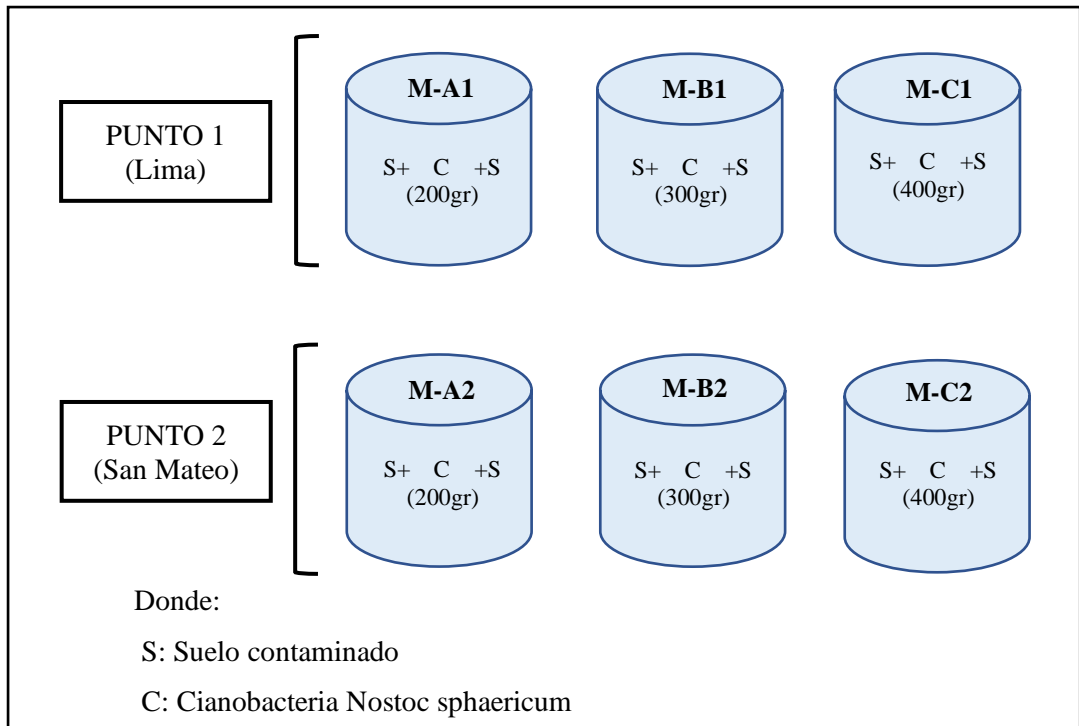 PUNTO 1
(Lima)
M-A1
S+ C +S
(200gr)
M-B1
S+ C +S
(300gr)
M-C1
S+ C +S
(400gr)
PUNTO 2
(San Mateo)
M-A2
S+ C +S
(200gr)
M-B2
S+ C +S
(300gr)
M-C2
S+ C +S
(400gr)
Donde:
S: Suelo contaminado
C: Cianobacteria Nostoc sphaericum